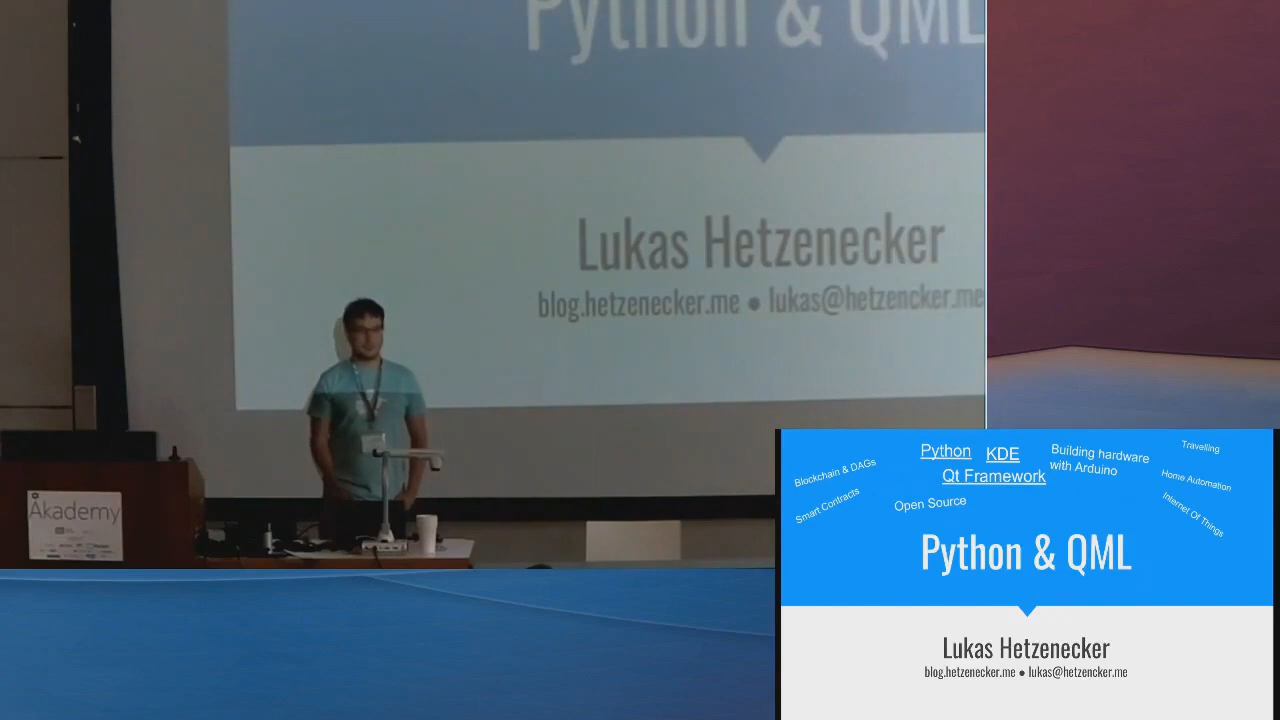 Python & QML
Lukas Hetzenecker
blog.hetzenecker.me ● lukas@hetzencker.me
Akademy
Python KDE Building hardware
with Arduino
Travelling
Blockchain & DAGs
Qt Framework
Home Automation
Smart Contracts
Open Source
Internet Of Things
Python & QML
Lukas Hetzenecker
blog.hetzenecker.me ● lukas@hetzencker.me